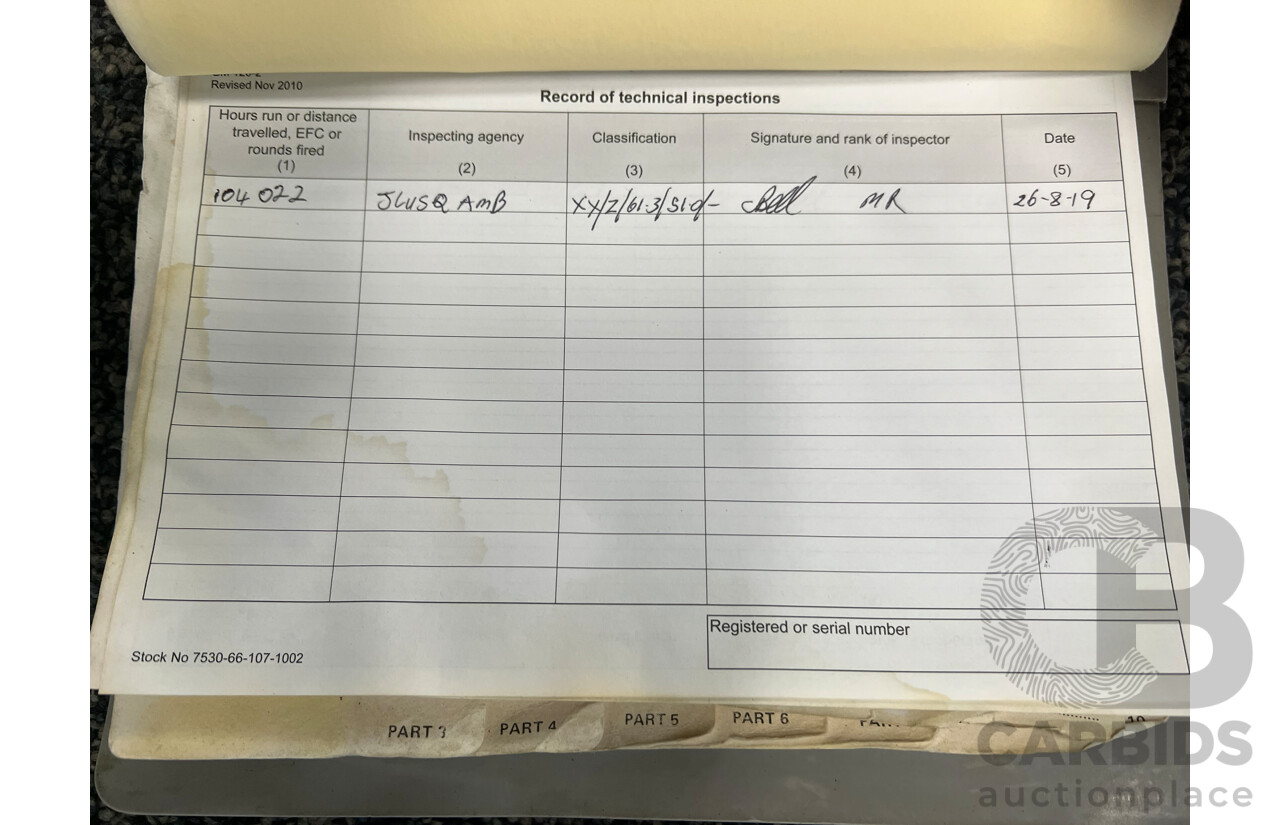 Revised Nov 2010
Record of technical inspections
Hours run or distance
travelled, EFC or
rounds fired
(1)
Inspecting agency
(2)
Classification
(3)
Signature and rank of inspector
(4)
Date
(5)
104 022
JLUSQ AMB
XY/Z/61.3/
MR
26-8-19
Registered or serial number
Stock No 7530-66-107-1002
PART 3
PART 4
PART 5
PART 6
CARBIDS
auctionplace